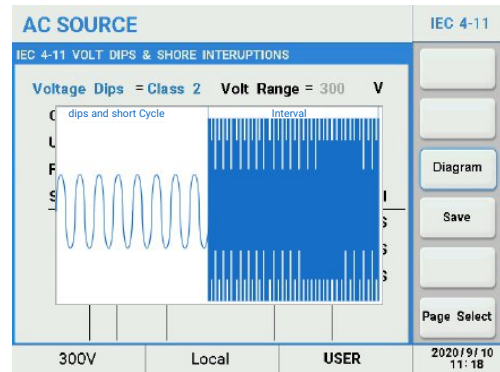 AC SOURCE
IEC 4-11
IEC 4-11 VOLT DIPS & SHORE INTERUPTIONS
Voltage Dips = Class 2 Volt Range = 300 V
dips and short Cycle Interval
Diagram
Save
Page Select
300V Local USER
2020/9/10
11:18